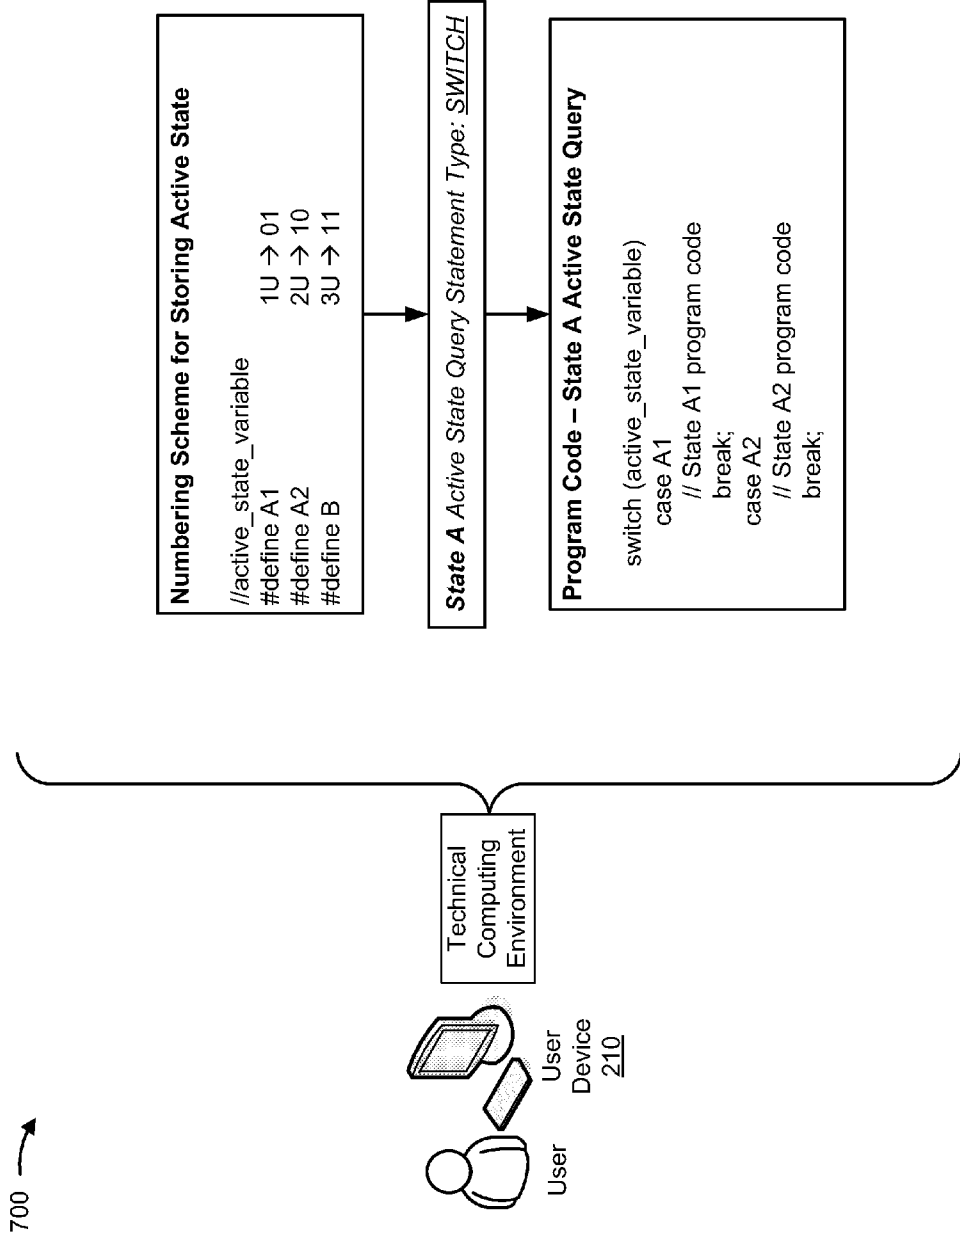 700
User
User
Device
210
Technical
Computing
Environment
Numbering Scheme for Storing Active State
//active_state_variable
#define A1 1U → 01
#define A2 2U → 10
#define B 3U → 11
State A Active State Query Statement Type: SWITCH
Program Code – State A Active State Query
switch (active_state_variable)
case A1
// State A1 program code
break;
case A2
// State A2 program code
break;